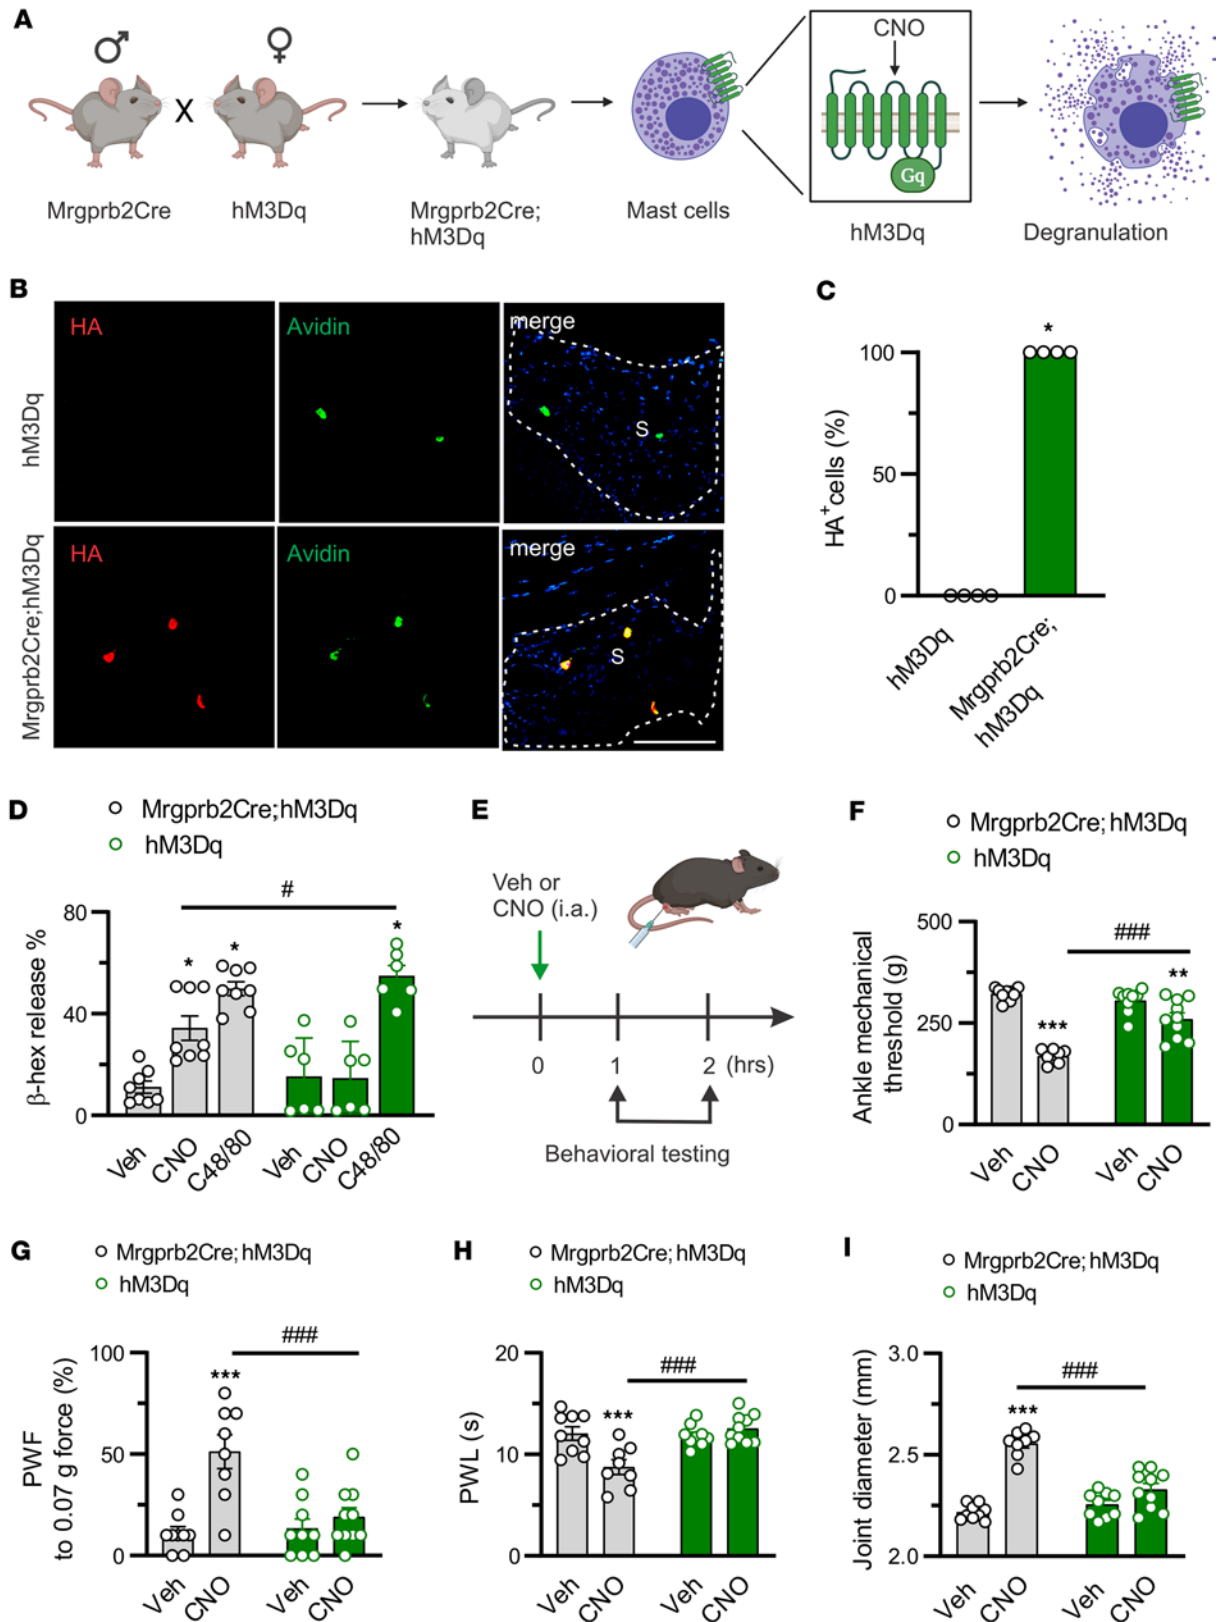 A
CNO
Gq
X
Mrgprb2Cre
hM3Dq
Mrgprb2Cre;
hM3Dq
Mast cells
hM3Dq
Degranulation
B
HA
Avidin
merge
S
hM3Dq
HA
Avidin
merge
S
Mrgprb2Cre;hM3Dq
C
*
HA+cells (%)
100
50
0
hM3Dq
Mrgprb2Cre;
hM3Dq
D
Mrgprb2Cre;hM3Dq
hM3Dq
#
* * *
β-hex release %
80
40
0
Veh CNO C48/80 Veh CNO C48/80
E
Veh or
CNO (i.a.)
0 1 2 (hrs)
Behavioral testing
F
Mrgprb2Cre; hM3Dq
hM3Dq
###
***
**
Ankle mechanical
threshold (g)
500
250
0
Veh CNO Veh CNO
G
Mrgprb2Cre; hM3Dq
hM3Dq
###
***
PWF
to 0.07 g force (%)
100
50
0
Veh CNO Veh CNO
H
Mrgprb2Cre; hM3Dq
hM3Dq
###
***
PWL (s)
20
10
0
Veh CNO Veh CNO
I
Mrgprb2Cre; hM3Dq
hM3Dq
###
***
Joint diameter (mm)
3.0
2.5
2.0
Veh CNO Veh CNO